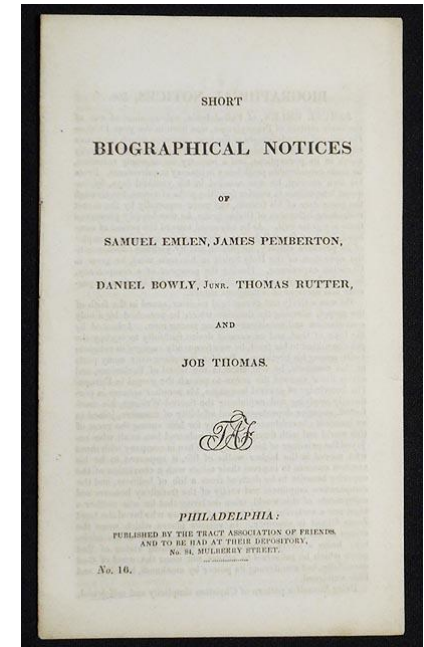 SHORT
BIOGRAPHICAL NOTICES
OF
SAMUEL EMLEN, JAMES PEMBERTON,
DANIEL BOWLY, JUNR. THOMAS RUTTER,
AND
JOB THOMAS.
TAF
PHILADELPHIA:
PUBLISHED BY THE TRACT ASSOCIATION OF FRIENDS,
AND TO BE HAD AT THEIR DEPOSITORY,
No. 84, MULBERRY STREET.
No. 16.